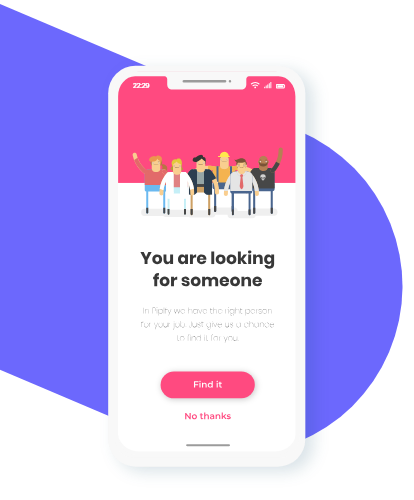 22:29
You are looking
for someone
In Pipify we have the right person
for your job. Just give us a chance
to find it for you.
Find it
No thanks